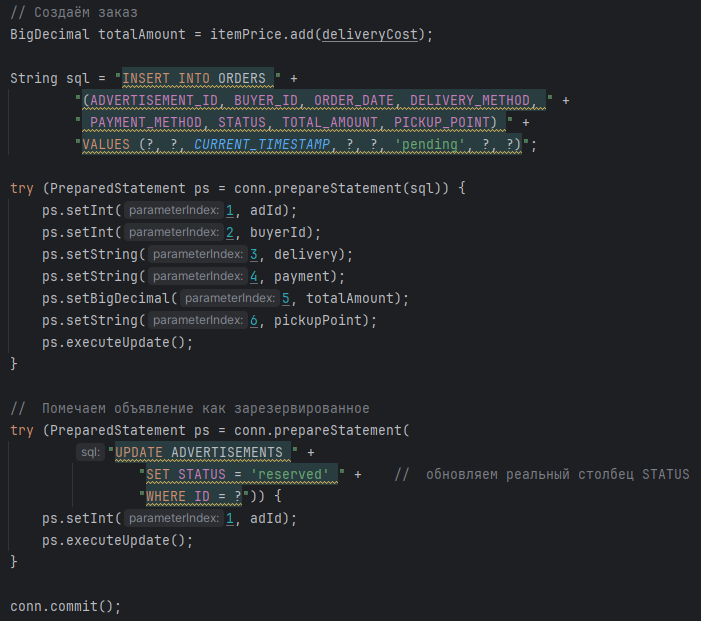 // Создаём заказ
BigDecimal totalAmount = itemPrice.add(deliveryCost);

String sql = "INSERT INTO ORDERS " +
        "(ADVERTISEMENT_ID, BUYER_ID, ORDER_DATE, DELIVERY_METHOD, " +
        " PAYMENT_METHOD, STATUS, TOTAL_AMOUNT, PICKUP_POINT) " +
        "VALUES (?, ?, CURRENT_TIMESTAMP, ?, ?, 'pending', ?, ?)";

try (PreparedStatement ps = conn.prepareStatement(sql)) {
    ps.setInt( parameterIndex: 1, adId);
    ps.setInt( parameterIndex: 2, buyerId);
    ps.setString( parameterIndex: 3, delivery);
    ps.setString( parameterIndex: 4, payment);
    ps.setBigDecimal( parameterIndex: 5, totalAmount);
    ps.setString( parameterIndex: 6, pickupPoint);
    ps.executeUpdate();
}

//  Помечаем объявление как зарезервированное
try (PreparedStatement ps = conn.prepareStatement(
        sql: "UPDATE ADVERTISEMENTS " +
                "SET STATUS = 'reserved' " +    //  обновляем реальный столбец STATUS
                "WHERE ID = ?")) {
    ps.setInt( parameterIndex: 1, adId);
    ps.executeUpdate();
}

conn.commit();